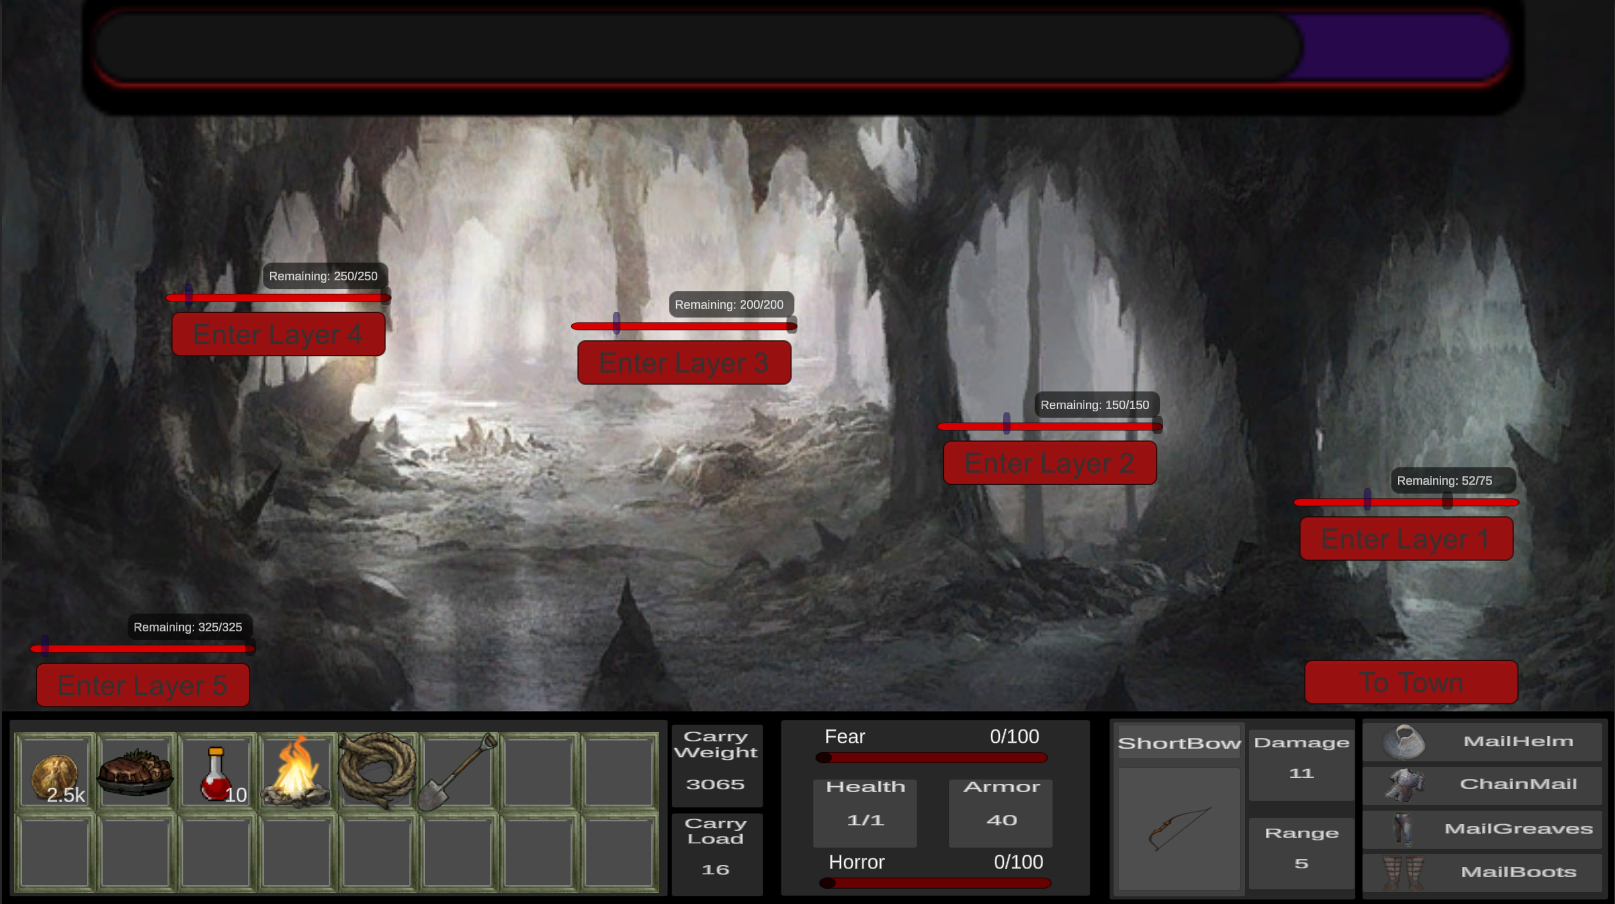 Remaining: 250/250
Enter Layer 4
Remaining: 200/200
Enter Layer 3
Remaining: 150/150
Enter Layer 2
Remaining: 52/75
Enter Layer 1
Remaining: 325/325
Enter Layer 5
To Town
2.5k
10
Carry
Weight
3065
Carry
Load
16
Fear 0/100
Health
1/1
Armor
40
Horror 0/100
ShortBow
Damage
11
Range
5
MailHelm
ChainMail
MailGreaves
MailBoots